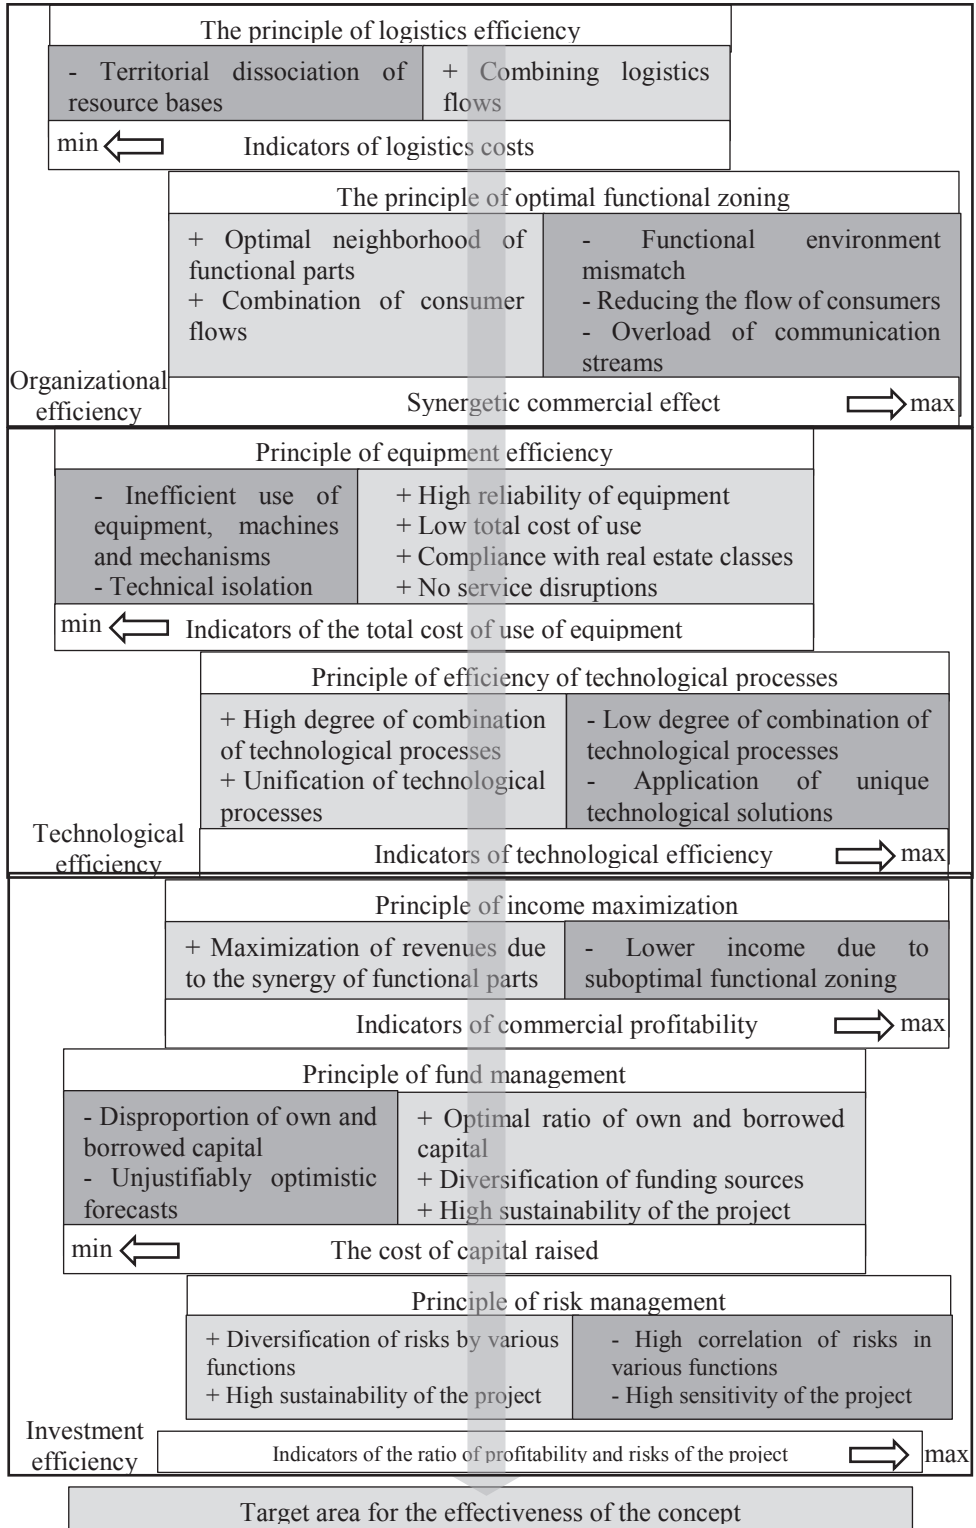 The principle of logistics efficiency
- Territorial dissociation of
resource bases
+ Combining logistics
flows
min
Indicators of logistics costs
The principle of optimal functional zoning
+ Optimal neighborhood of
functional parts
+ Combination of consumer
flows
- Functional environment
mismatch
- Reducing the flow of consumers
- Overload of communication
streams
Organizational
efficiency
Synergetic commercial effect
max
Principle of equipment efficiency
- Inefficient use of
equipment, machines
and mechanisms
- Technical isolation
+ High reliability of equipment
+ Low total cost of use
+ Compliance with real estate classes
+ No service disruptions
min
Indicators of the total cost of use of equipment
Principle of efficiency of technological processes
+ High degree of combination
of technological processes
+ Unification of technological
processes
- Low degree of combination of
technological processes
- Application of unique
technological solutions
Technological
efficiency
Indicators of technological efficiency
max
Principle of income maximization
+ Maximization of revenues due
to the synergy of functional parts
- Lower income due to
suboptimal functional zoning
Indicators of commercial profitability
max
Principle of fund management
- Disproportion of own and
borrowed capital
- Unjustifiably optimistic
forecasts
+ Optimal ratio of own and borrowed
capital
+ Diversification of funding sources
+ High sustainability of the project
min
The cost of capital raised
Principle of risk management
+ Diversification of risks by various
functions
+ High sustainability of the project
- High correlation of risks in
various functions
- High sensitivity of the project
Investment
efficiency
Indicators of the ratio of profitability and risks of the project
max
Target area for the effectiveness of the concept